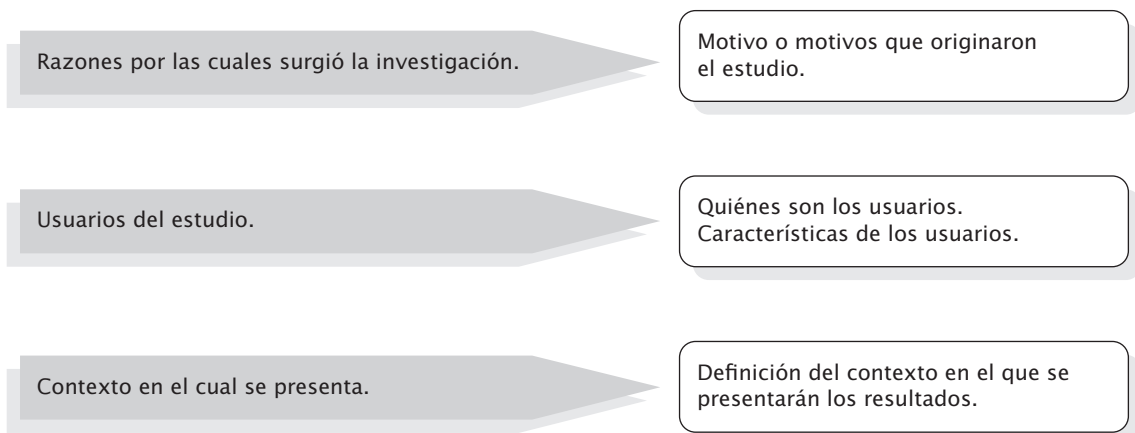 Razones por las cuales surgió la investigación.
Motivo o motivos que originaron
el estudio.
Usuarios del estudio.
Quiénes son los usuarios.
Características de los usuarios.
Contexto en el cual se presenta.
Definición del contexto en el que se
presentarán los resultados.